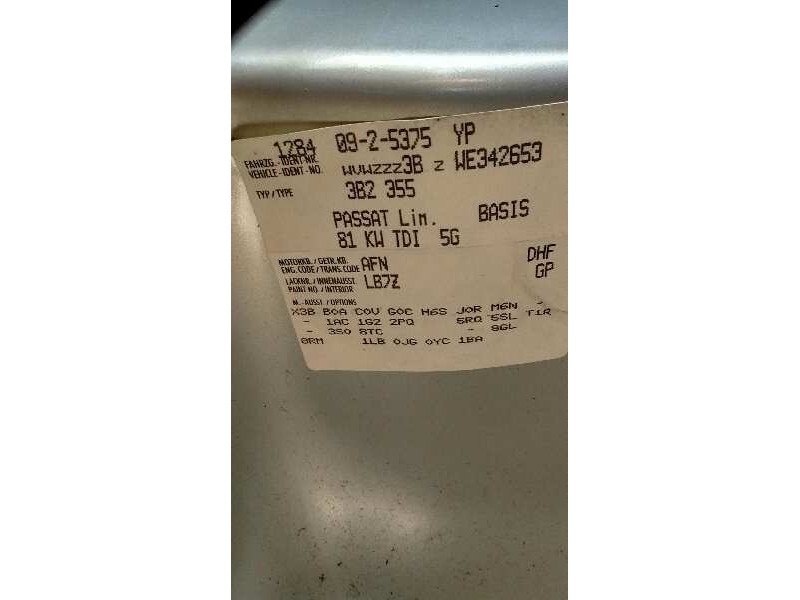 1284 09-2-5375 YP
FAHRZG.-IDENT-NR.
VEHICLE-IDENT-NO. WVWZZZ3B Z WE342653
TYP / TYPE 3B2 355
PASSAT Lim. BASIS
81 KW TDI 5G
MOTORKB. / GETR.KB.
ENG.CODE / TRANS.CODE AFN DHF
LACKNR. / INNENAUSST.
PAINT NO. / INTERIOR LB7Z GP
M.-AUSST. / OPTIONS
X3B B0A C0V G0C M6S J0R M6N -
- 1AC 1G2 2PQ 5RQ 5SL T1R
- 3S0 8TC - 9GL
0RM 1LB 0JG 0YC 1BA